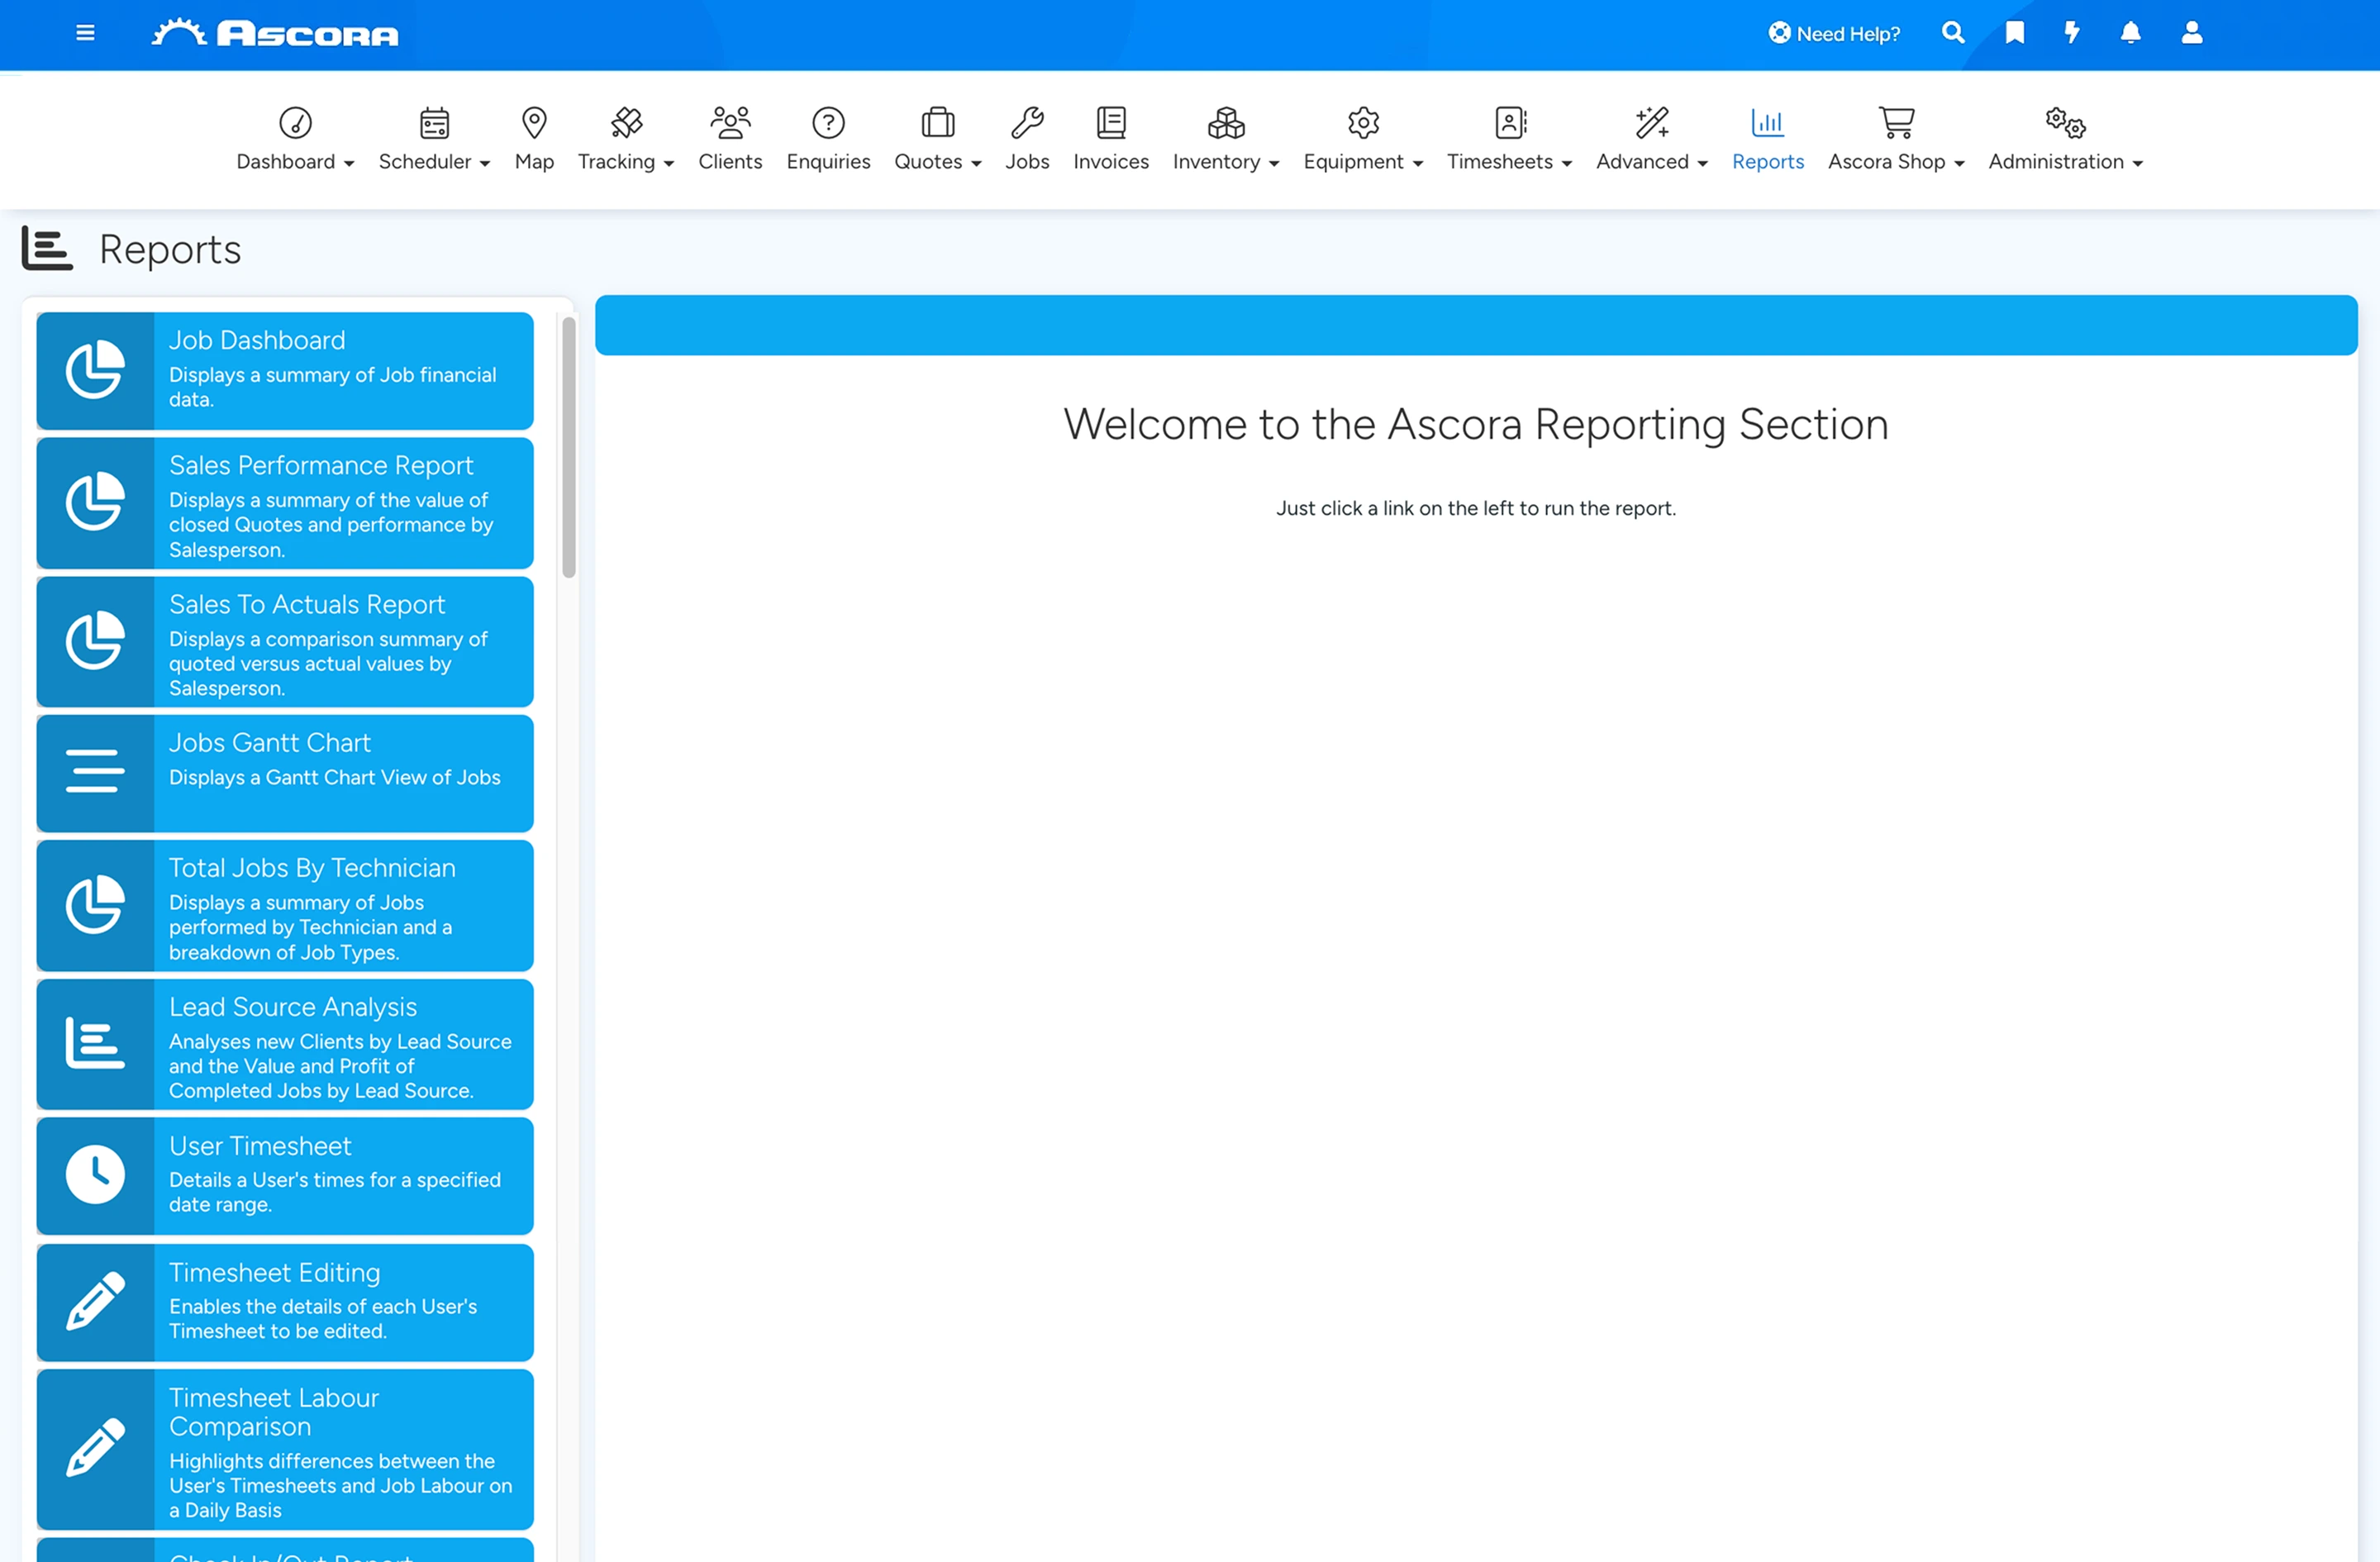 ASCORA
Need Help?
Dashboard
Scheduler
Map
Tracking
Clients
Enquiries
Quotes
Jobs
Invoices
Inventory
Equipment
Timesheets
Advanced
Reports
Ascora Shop
Administration
Reports
Job Dashboard
Displays a summary of Job financial
data.
Sales Performance Report
Displays a summary of the value of
closed Quotes and performance by
Salesperson.
Sales To Actuals Report
Displays a comparison summary of
quoted versus actual values by
Salesperson.
Jobs Gantt Chart
Displays a Gantt Chart View of Jobs
Total Jobs By Technician
Displays a summary of Jobs
performed by Technician and a
breakdown of Job Types.
Lead Source Analysis
Analyses new Clients by Lead Source
and the Value and Profit of
Completed Jobs by Lead Source.
User Timesheet
Details a User's times for a specified
date range.
Timesheet Editing
Enables the details of each User's
Timesheet to be edited.
Timesheet Labour
Comparison
Highlights differences between the
User's Timesheets and Job Labour on
a Daily Basis
Check In/Out Report
Welcome to the Ascora Reporting Section
Just click a link on the left to run the report.